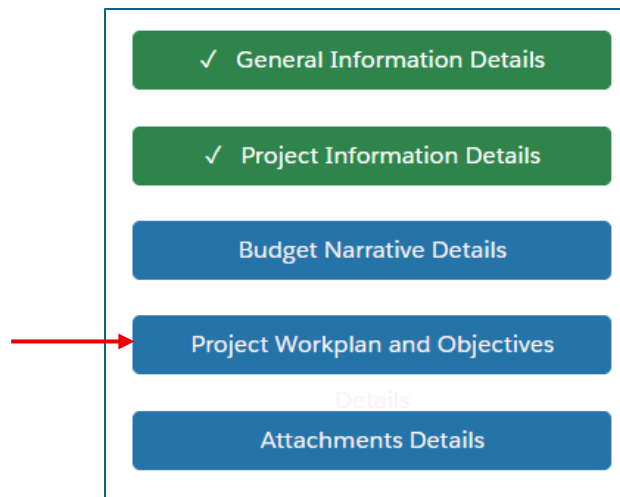 ✓ General Information Details
✓ Project Information Details
Budget Narrative Details
Project Workplan and Objectives
Details
Attachments Details